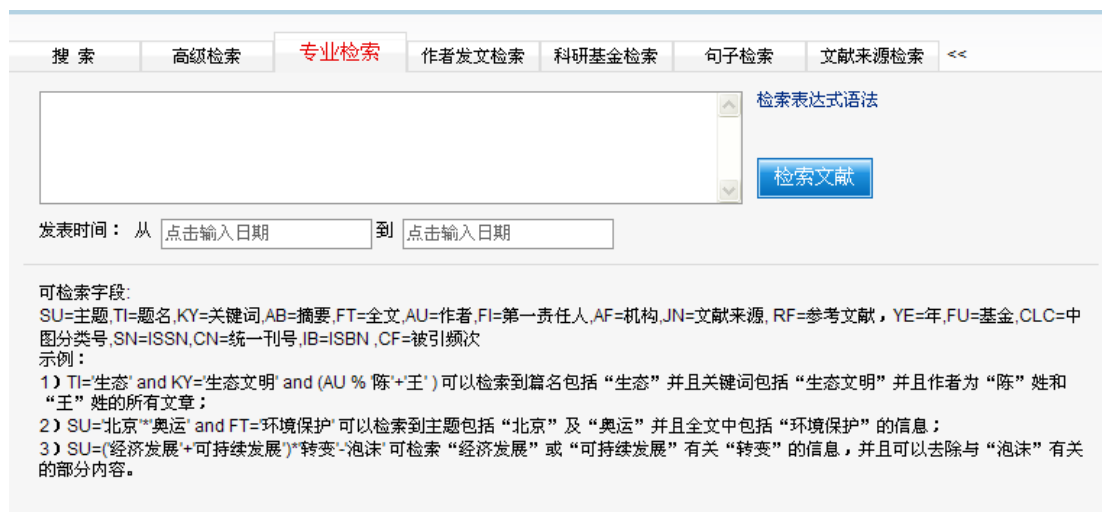 搜 索 高级检索 专业检索 作者发文检索 科研基金检索 句子检索 文献来源检索 <<
检索表达式语法
检索文献
发表时间： 从 点击输入日期 到 点击输入日期
可检索字段:
SU=主题,TI=题名,KY=关键词,AB=摘要,FT=全文,AU=作者,FI=第一责任人,AF=机构,JN=文献来源, RF=参考文献，YE=年,FU=基金,CLC=中
图分类号,SN=ISSN,CN=统一刊号,IB=ISBN ,CF=被引频次
示例：
1）TI='生态' and KY='生态文明' and (AU % '陈'+'王' ) 可以检索到篇名包括“生态”并且关键词包括“生态文明”并且作者为“陈”姓和
“王”姓的所有文章；
2）SU='北京'*'奥运' and FT='环境保护' 可以检索到主题包括“北京”及“奥运”并且全文中包括“环境保护”的信息；
3）SU=('经济发展'+'可持续发展')*'转变'-'泡沫' 可检索“经济发展”或“可持续发展”有关“转变”的信息，并且可以去除与“泡沫”有关
的部分内容。